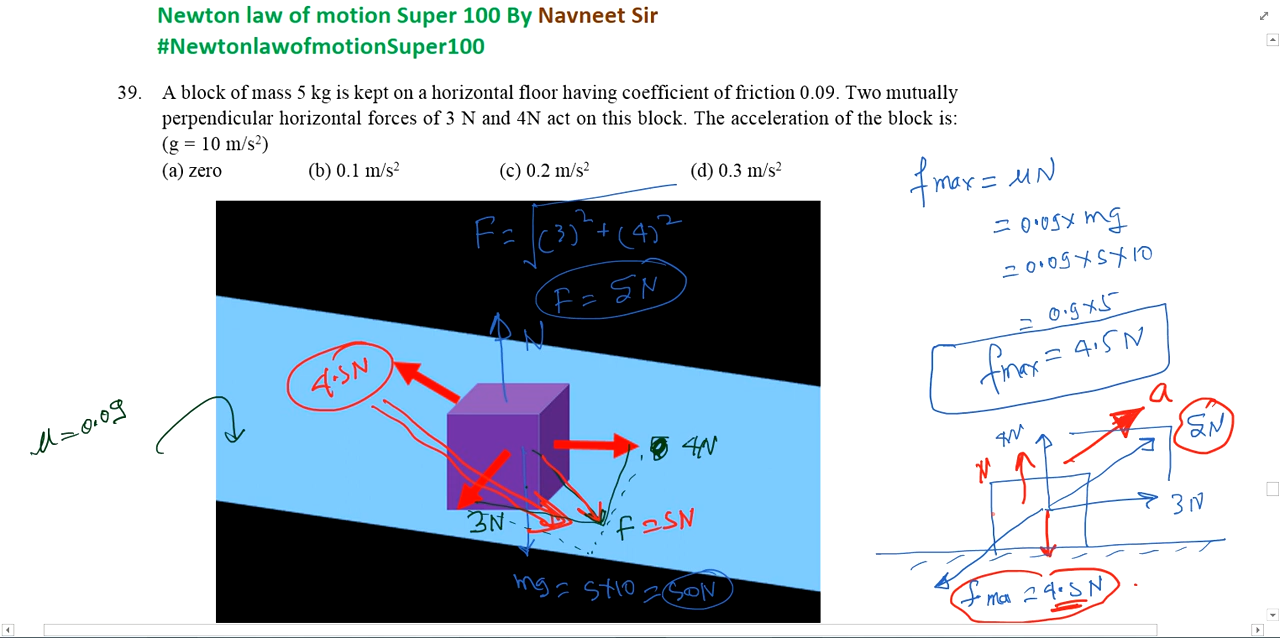 Newton law of motion Super 100 By Navneet Sir
#NewtonlawofmotionSuper100
39. A block of mass 5 kg is kept on a horizontal floor having coefficient of friction 0.09. Two mutually
perpendicular horizontal forces of 3 N and 4N act on this block. The acceleration of the block is:
(g = 10 m/s²)
(a) zero (b) 0.1 m/s² (c) 0.2 m/s² (d) 0.3 m/s²
F = √(3)² + (4)²
F = 5N
N
4.5N
μ = 0.09
4N
3N
F = 5N
mg = 5×10 = 50N
fmax = μN
= 0.09× mg
= 0.09×5×10
= 0.9×5
fmax = 4.5N
a
5N
4N
N
3N
fmax = 4.5N